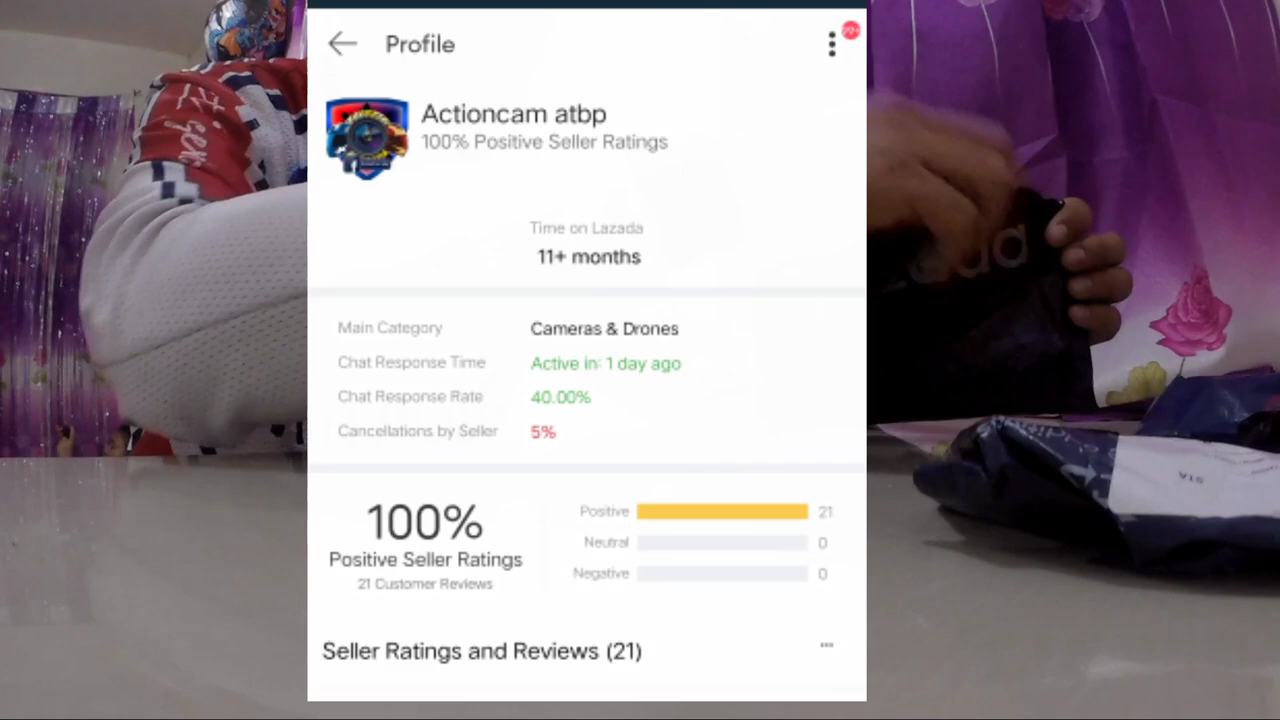 Profile
99+
Actioncam atbp
100% Positive Seller Ratings
Time on Lazada
11+ months
Main Category Cameras & Drones
Chat Response Time Active in: 1 day ago
Chat Response Rate 40.00%
Cancellations by Seller 5%
100%
Positive Seller Ratings
21 Customer Reviews
Positive 21
Neutral 0
Negative 0
Seller Ratings and Reviews (21)